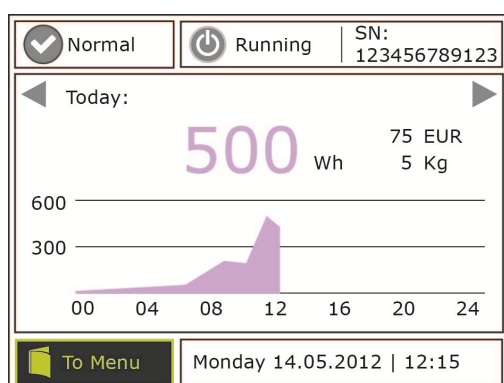 Normal
Running
SN:
123456789123
Today:
500 Wh
75 EUR
5 Kg
600
300
00 04 08 12 16 20 24
To Menu
Monday 14.05.2012 | 12:15